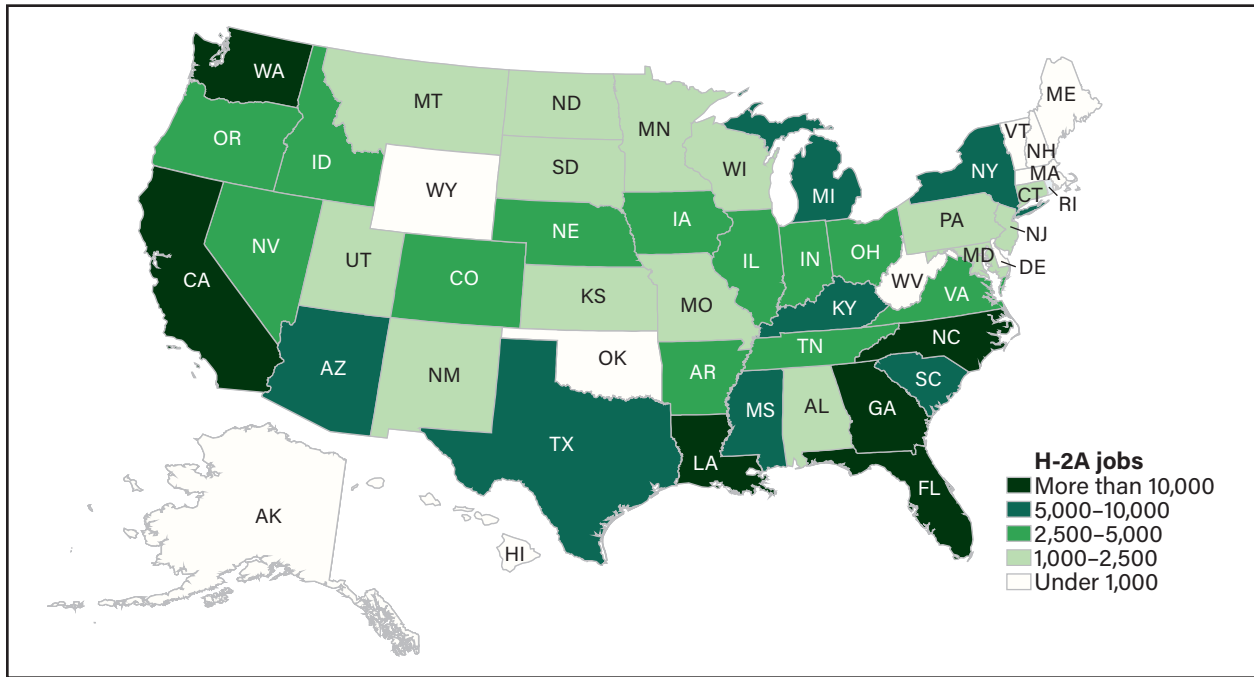 WA
ME
MT
ND
VT
MN
OR
NH
ID
SD
WI
NY
MA
WY
MI
CT
RI
IA
PA
NE
NJ
NV
OH
IL
IN
MD
UT
DE
CA
CO
WV
VA
KS
MO
KY
NC
TN
OK
AZ
NM
AR
SC
MS
AL
GA
TX
LA
FL
AK
HI
H-2A jobs
More than 10,000
5,000–10,000
2,500–5,000
1,000–2,500
Under 1,000